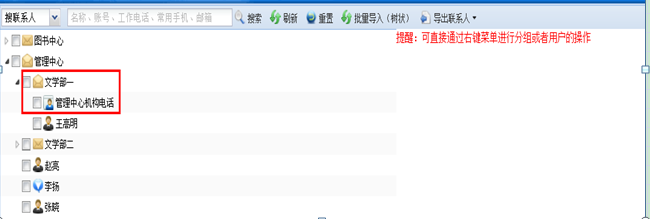 搜联系人 名称、账号、工作电话、常用手机、邮箱 搜索 刷新 重置 批量导入（树状） 导出联系人
提醒：可直接通过右键菜单进行分组或者用户的操作
图书中心
管理中心
文学部一
管理中心机构电话
王高明
文学部二
赵亮
李扬
张晓